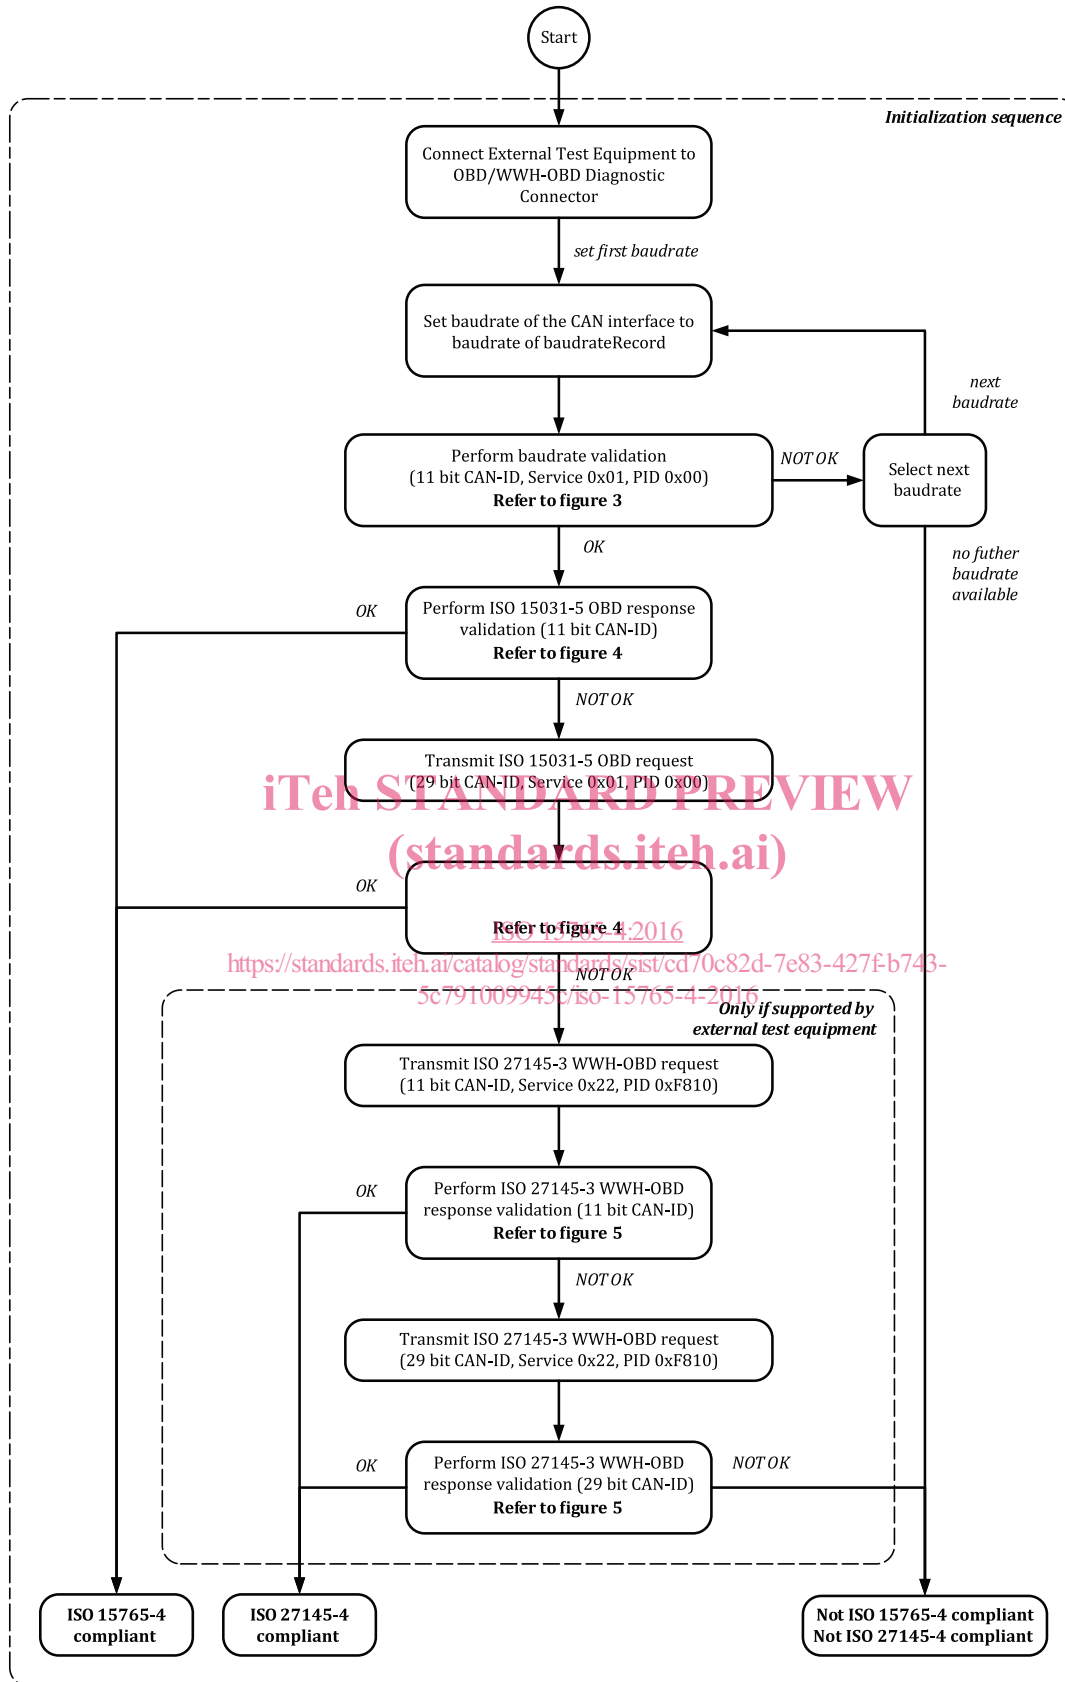 Start
Initialization sequence
Connect External Test Equipment to
OBD/WWH-OBD Diagnostic
Connector
set first baudrate
Set baudrate of the CAN interface to
baudrate of baudrateRecord
next
baudrate
Perform baudrate validation
(11 bit CAN-ID, Service 0x01, PID 0x00)
Refer to figure 3
NOT OK
Select next
baudrate
OK
no futher
baudrate
available
Perform ISO 15031-5 OBD response
validation (11 bit CAN-ID)
Refer to figure 4
OK
NOT OK
Transmit ISO 15031-5 OBD request
(29 bit CAN-ID, Service 0x01, PID 0x00)
iTeh STANDARD PREVIEW
(standards.iteh.ai)
OK
Refer to figure 4
ISO 15765-4:2016
https://standards.iteh.ai/catalog/standards/sist/cd70c82d-7e83-427f-b743-
5c791009945c/iso-15765-4-2016
NOT OK
Only if supported by
external test equipment
Transmit ISO 27145-3 WWH-OBD request
(11 bit CAN-ID, Service 0x22, PID 0xF810)
OK
Perform ISO 27145-3 WWH-OBD
response validation (11 bit CAN-ID)
Refer to figure 5
NOT OK
Transmit ISO 27145-3 WWH-OBD request
(29 bit CAN-ID, Service 0x22, PID 0xF810)
OK
Perform ISO 27145-3 WWH-OBD
response validation (29 bit CAN-ID)
Refer to figure 5
NOT OK
ISO 15765-4
compliant
ISO 27145-4
compliant
Not ISO 15765-4 compliant
Not ISO 27145-4 compliant